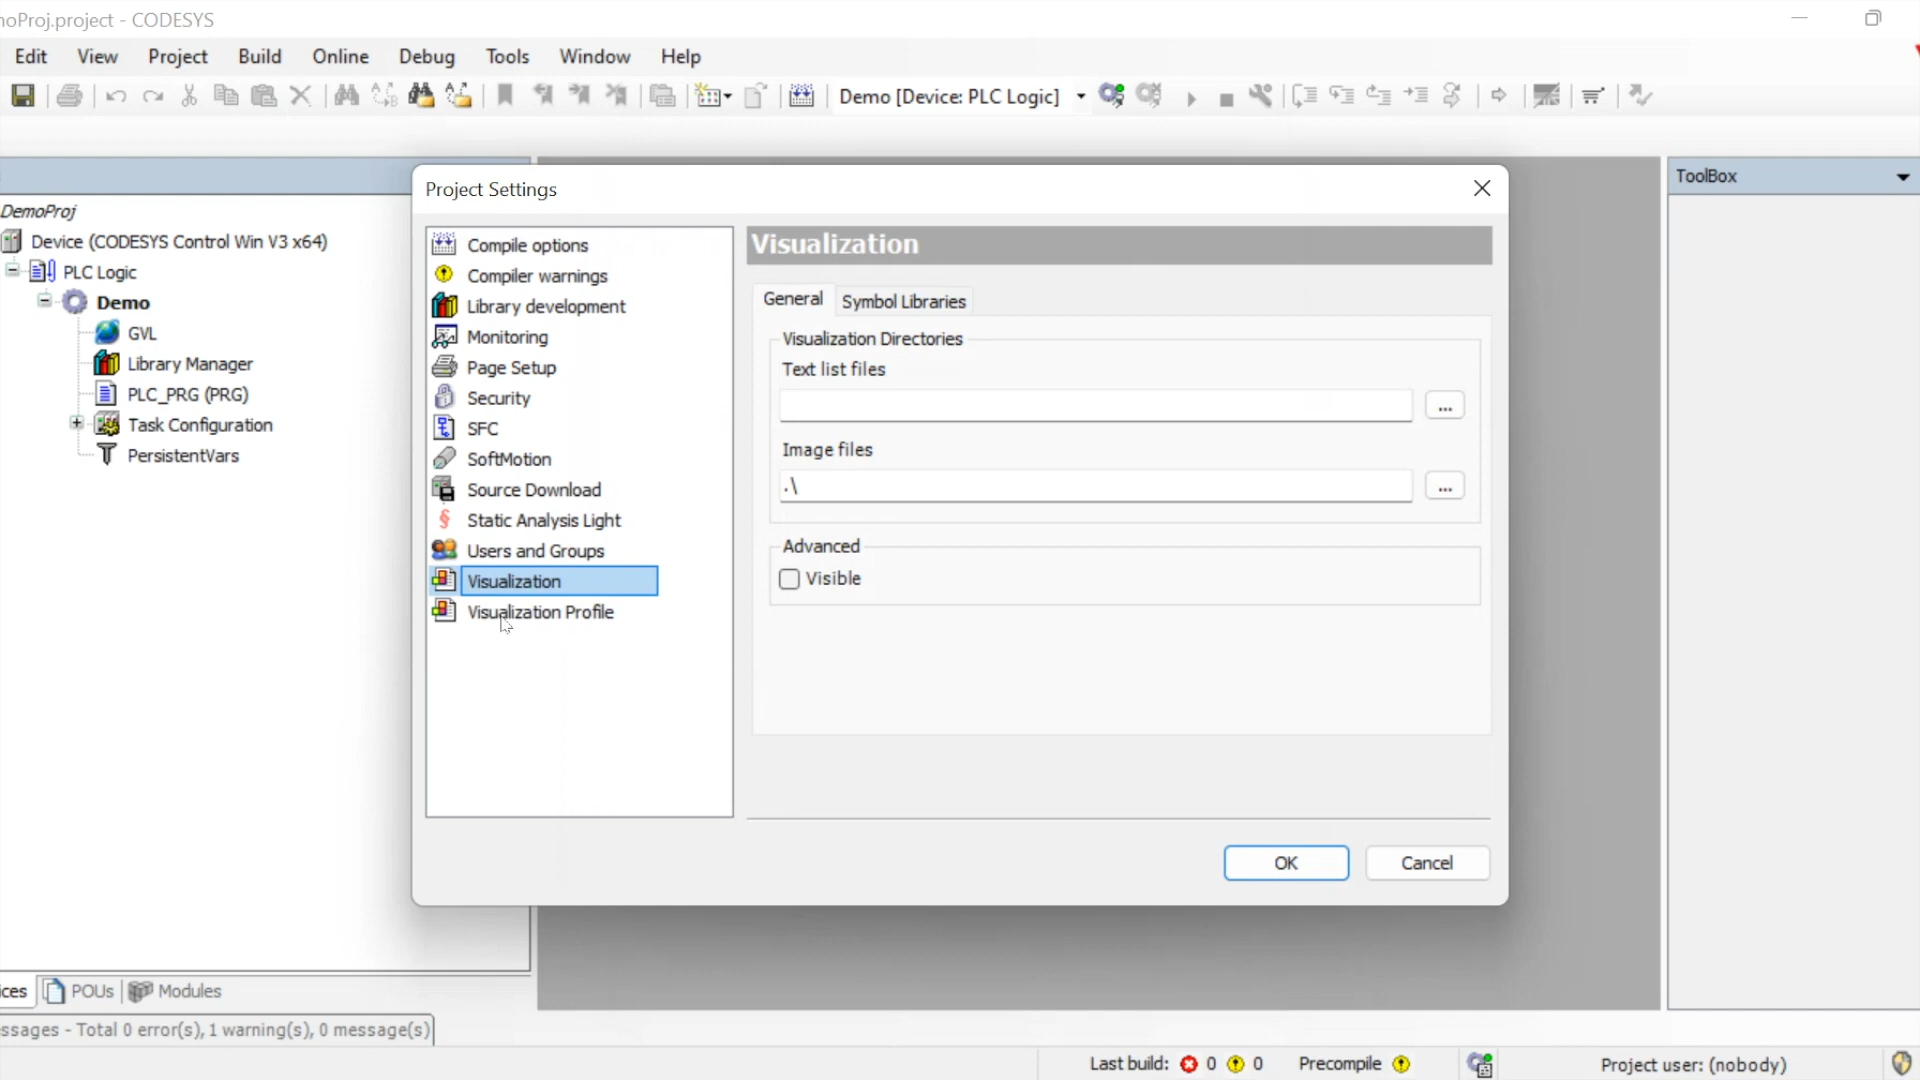 noProj.project - CODESYS
Edit View Project Build Online Debug Tools Window Help
Demo [Device: PLC Logic]
ToolBox
DemoProj
Device (CODESYS Control Win V3 x64)
PLC Logic
Demo
GVL
Library Manager
PLC_PRG (PRG)
Task Configuration
PersistentVars
Project Settings
Compile options
Compiler warnings
Library development
Monitoring
Page Setup
Security
SFC
SoftMotion
Source Download
Static Analysis Light
Users and Groups
Visualization
Visualization Profile
Visualization
General Symbol Libraries
Visualization Directories
Text list files
...
Image files
.\
...
Advanced
Visible
OK Cancel
ices POUs Modules
ssages - Total 0 error(s), 1 warning(s), 0 message(s)
Last build: 0 0 Precompile Project user: (nobody)